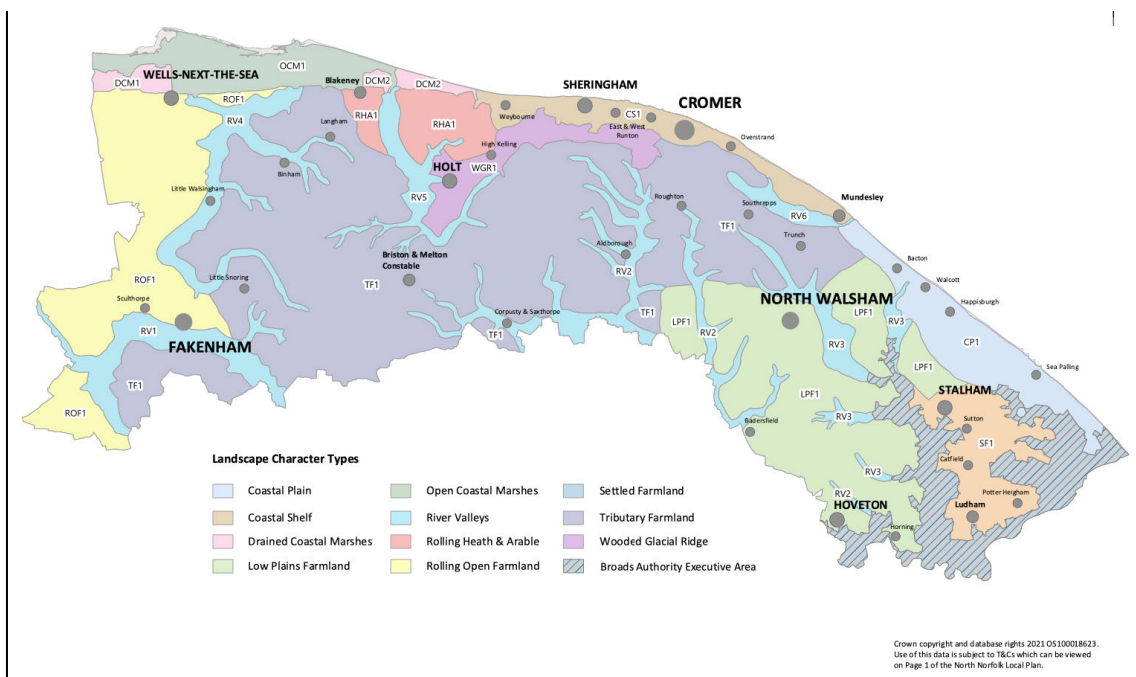 OCM1
WELLS-NEXT-THE-SEA
DCM1
Blakeney
DCM2
DCM2
SHERINGHAM
CROMER
ROF1
RV4
RHA1
RHA1
Weybourne
CS1
East & West
Runton
Overstrand
Langham
High Kelling
Binham
HOLT
WGR1
Little Walsingham
RV5
Roughton
Southrepps
Mundesley
TF1
RV6
Trunch
Aldborough
Briston & Melton
Constable
RV2
Bacton
Walcott
ROF1
Little Snoring
TF1
Happisburgh
Sculthorpe
NORTH WALSHAM
LPF1
RV3
RV1
Corpusty & Saxthorpe
TF1
TF1
LPF1
RV2
RV3
CP1
FAKENHAM
LPF1
Sea Palling
TF1
ROF1
LPF1
STALHAM
RV3
Badersfield
Sutton
SF1
Catfield
RV3
RV2
HOVETON
Potter Heigham
Ludham
Horning
Landscape Character Types
Coastal Plain
Coastal Shelf
Drained Coastal Marshes
Low Plains Farmland
Open Coastal Marshes
River Valleys
Rolling Heath & Arable
Rolling Open Farmland
Settled Farmland
Tributary Farmland
Wooded Glacial Ridge
Broads Authority Executive Area
Crown copyright and database rights 2021 OS100018623.
Use of this data is subject to T&Cs which can be viewed
on Page 1 of the North Norfolk Local Plan.